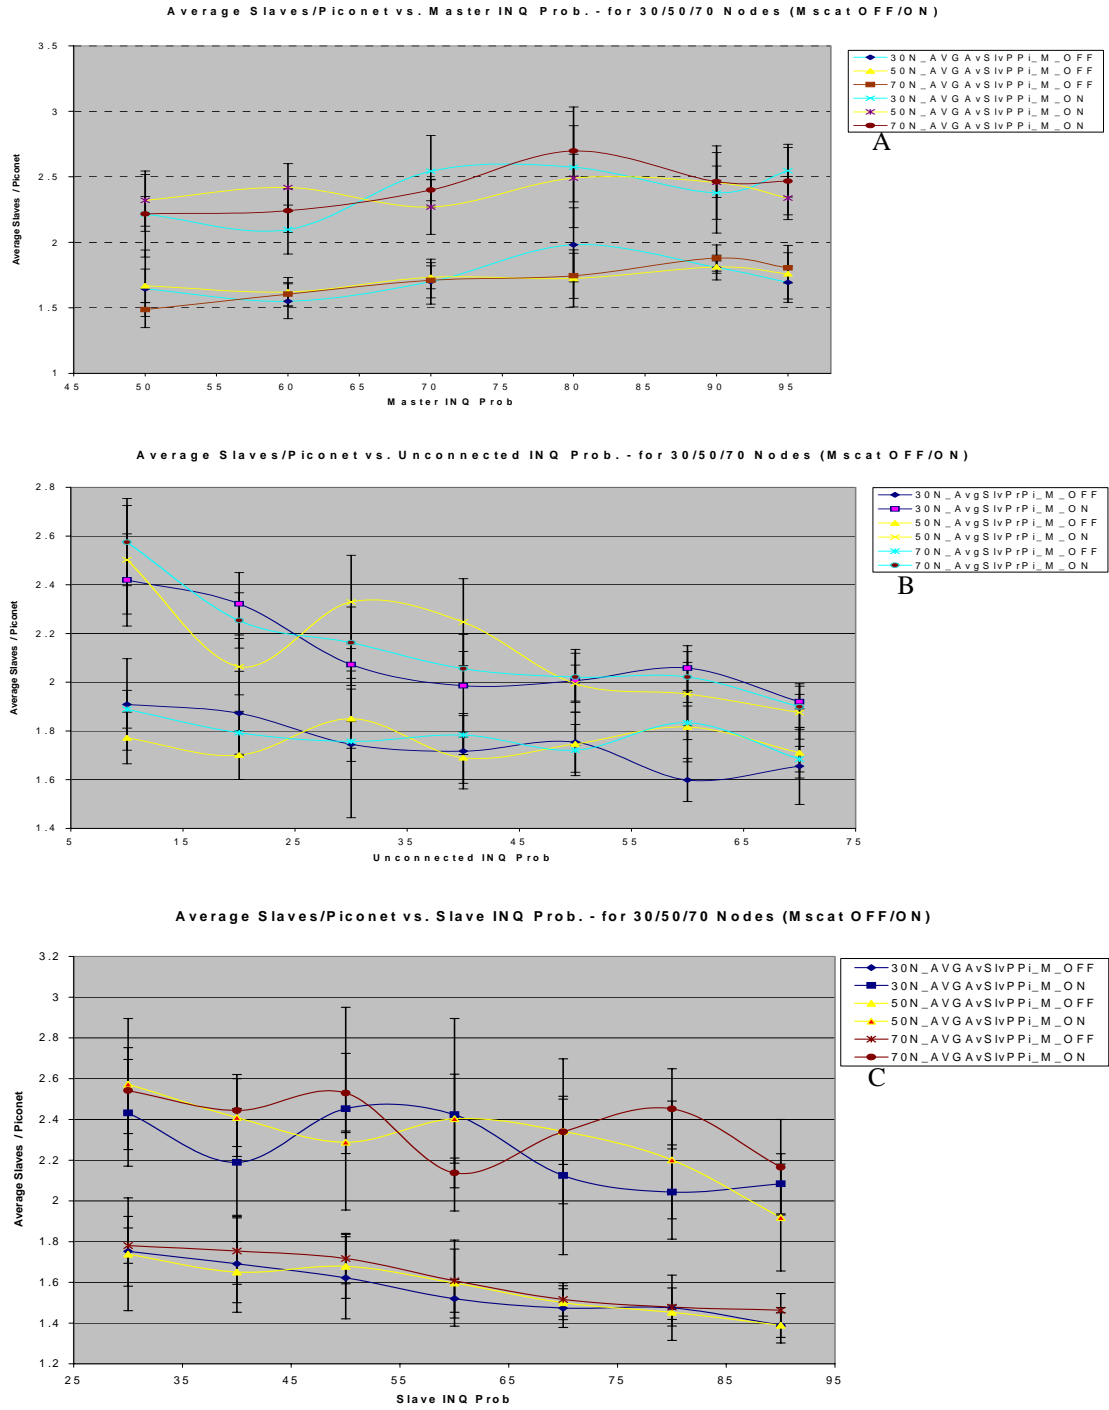 Average Slaves/Piconet vs. Master INQ Prob. - for 30/50/70 Nodes (Mscat OFF/ON)
Average Slaves / Piconet
3.5
3
2.5
2
1.5
1
45 50 55 60 65 70 75 80 85 90 95
Master INQ Prob
30N_AVGAvSlvPPi_M_OFF
50N_AVGAvSlvPPi_M_OFF
70N_AVGAvSlvPPi_M_OFF
30N_AVGAvSlvPPi_M_ON
50N_AVGAvSlvPPi_M_ON
70N_AVGAvSlvPPi_M_ON
A
Average Slaves/Piconet vs. Unconnected INQ Prob. - for 30/50/70 Nodes (Mscat OFF/ON)
Average Slaves / Piconet
2.8
2.6
2.4
2.2
2
1.8
1.6
1.4
5 15 25 35 45 55 65 75
Unconnected INQ Prob
30N_AvgSlvPrPi_M_OFF
30N_AvgSlvPrPi_M_ON
50N_AvgSlvPrPi_M_OFF
50N_AvgSlvPrPi_M_ON
70N_AvgSlvPrPi_M_OFF
70N_AvgSlvPrPi_M_ON
B
Average Slaves/Piconet vs. Slave INQ Prob. - for 30/50/70 Nodes (Mscat OFF/ON)
Average Slaves / Piconet
3.2
3
2.8
2.6
2.4
2.2
2
1.8
1.6
1.4
1.2
25 35 45 55 65 75 85 95
Slave INQ Prob
30N_AVGAvSlvPPi_M_OFF
30N_AVGAvSlvPPi_M_ON
50N_AVGAvSlvPPi_M_OFF
50N_AVGAvSlvPPi_M_ON
70N_AVGAvSlvPPi_M_OFF
70N_AVGAvSlvPPi_M_ON
C